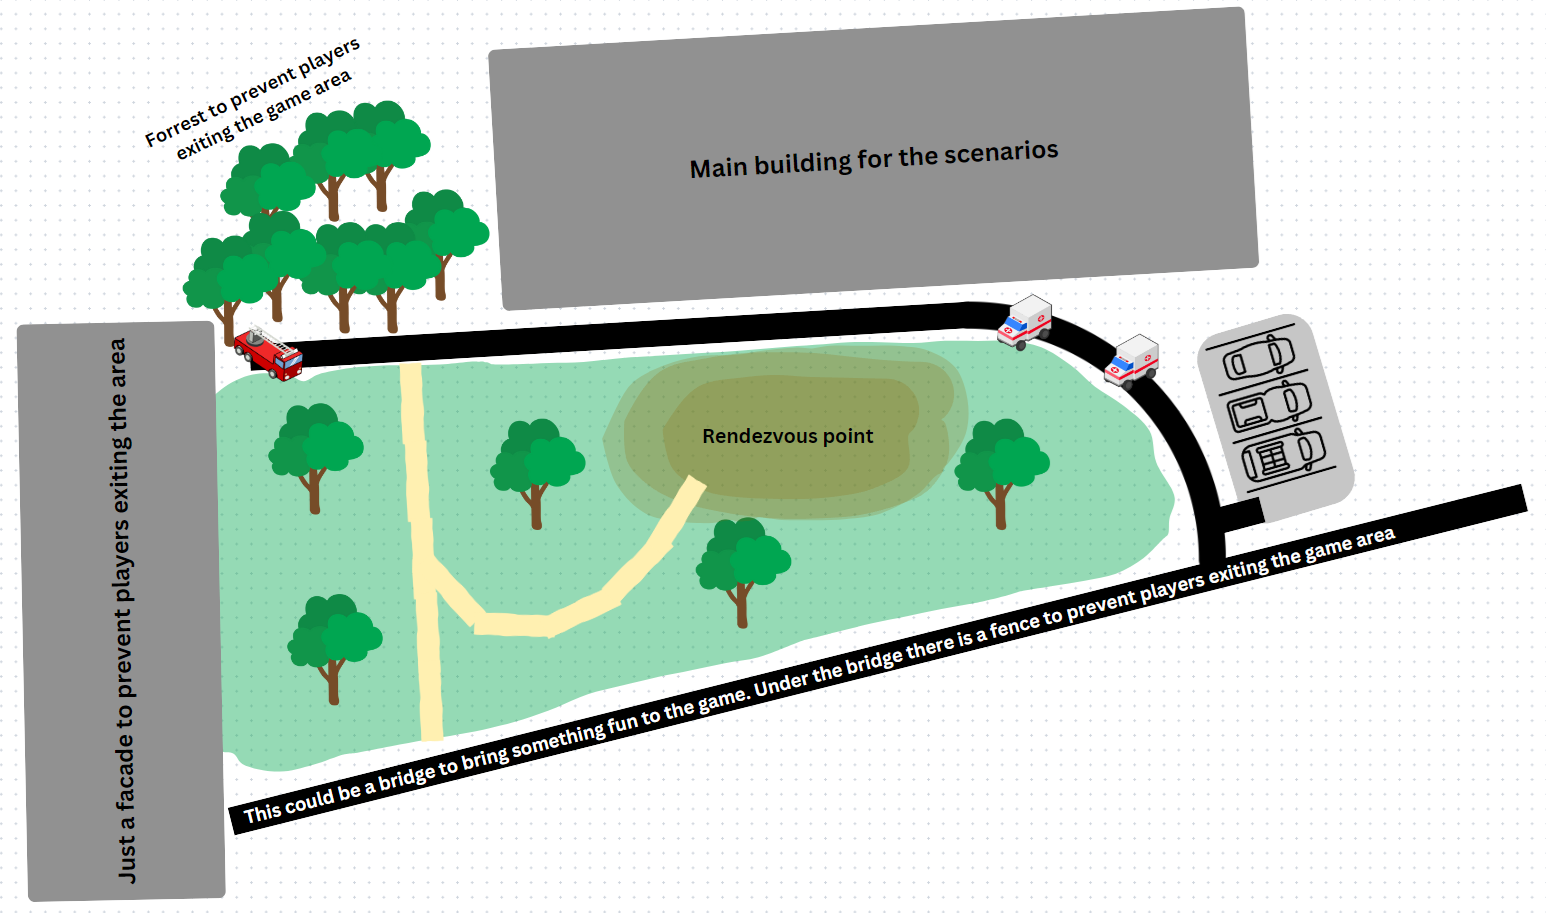 Forrest to prevent players
exiting the game area
Main building for the scenarios
Just a facade to prevent players exiting the area
Rendezvous point
This could be a bridge to bring something fun to the game. Under the bridge there is a fence to prevent players exiting the game area